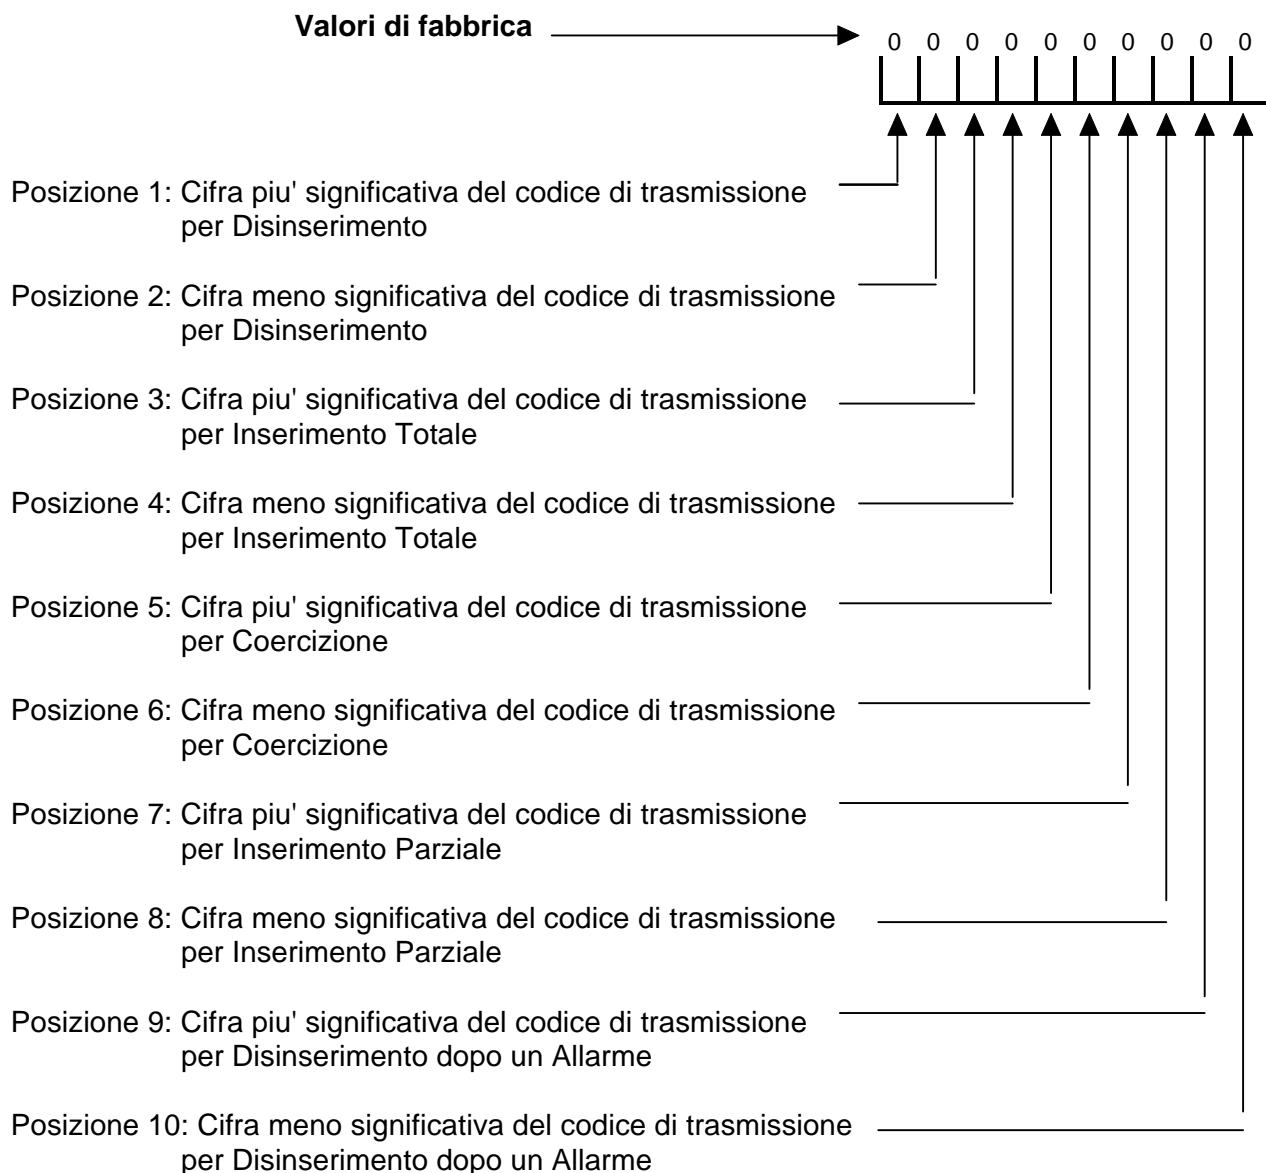 Valori di fabbrica
0 0 0 0 0 0 0 0 0 0
Posizione 1: Cifra piu' significativa del codice di trasmissione
per Disinserimento
Posizione 2: Cifra meno significativa del codice di trasmissione
per Disinserimento
Posizione 3: Cifra piu' significativa del codice di trasmissione
per Inserimento Totale
Posizione 4: Cifra meno significativa del codice di trasmissione
per Inserimento Totale
Posizione 5: Cifra piu' significativa del codice di trasmissione
per Coercizione
Posizione 6: Cifra meno significativa del codice di trasmissione
per Coercizione
Posizione 7: Cifra piu' significativa del codice di trasmissione
per Inserimento Parziale
Posizione 8: Cifra meno significativa del codice di trasmissione
per Inserimento Parziale
Posizione 9: Cifra piu' significativa del codice di trasmissione
per Disinserimento dopo un Allarme
Posizione 10: Cifra meno significativa del codice di trasmissione
per Disinserimento dopo un Allarme